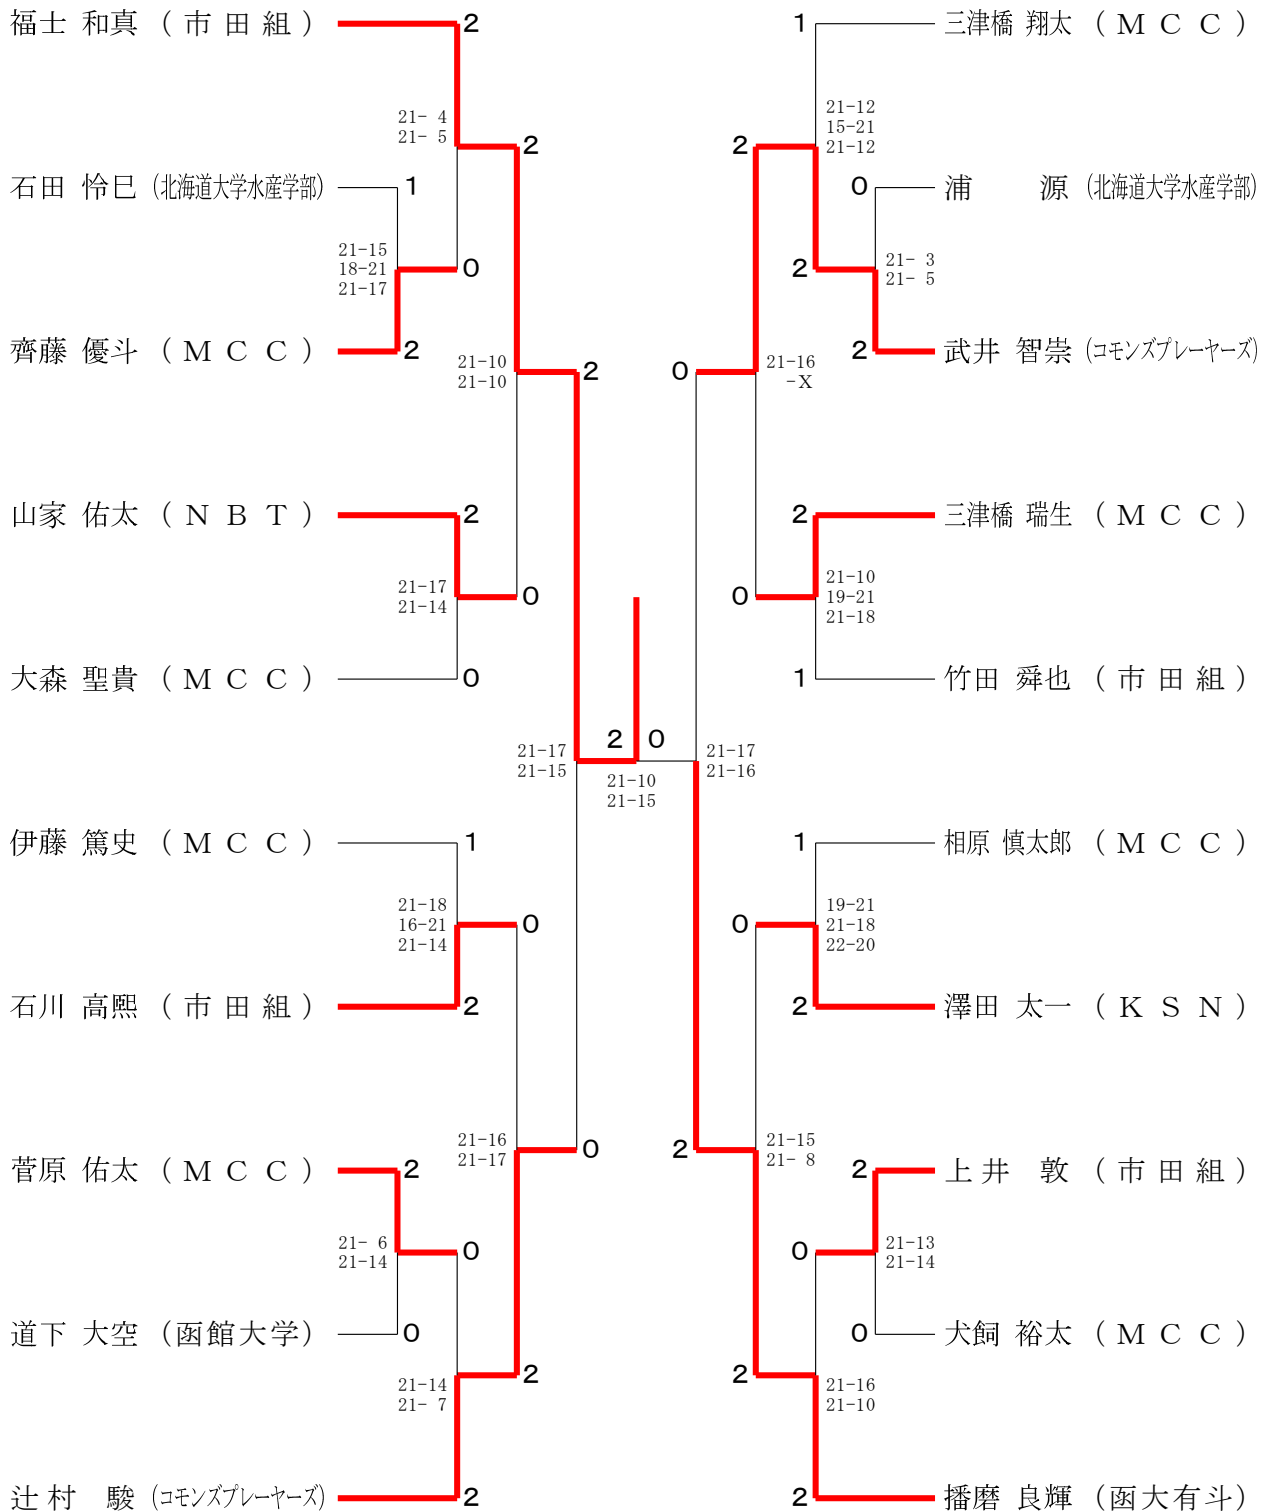 福士 和真 (市田組) 2
1 三津橋 翔太 (MCC)
21- 4
21- 5
2
2
21-12
15-21
21-12
石田 怜巳 (北海道大学水産学部) 1
0 浦 源 (北海道大学水産学部)
21-15
18-21
21-17
0
2
21- 3
21- 5
齊藤 優斗 (MCC) 2
2 武井 智崇 (コモンズプレーヤーズ)
21-10
21-10
2
0
21-16
-X
山家 佑太 (NBT) 2
2 三津橋 瑞生 (MCC)
21-17
21-14
0
0
21-10
19-21
21-18
大森 聖貴 (MCC) 0
1 竹田 舜也 (市田組)
21-17
21-15
2 0
21-10
21-15
21-17
21-16
伊藤 篤史 (MCC) 1
1 相原 慎太郎 (MCC)
21-18
16-21
21-14
0
0
19-21
21-18
22-20
石川 高熙 (市田組) 2
2 澤田 太一 (KSN)
21-16
21-17
0
2
21-15
21- 8
菅原 佑太 (MCC) 2
2 上井 敦 (市田組)
21- 6
21-14
0
0
21-13
21-14
道下 大空 (函館大学) 0
0 犬飼 裕太 (MCC)
21-14
21- 7
2
2
21-16
21-10
辻村 駿 (コモンズプレーヤーズ) 2
2 播磨 良輝 (函大有斗)